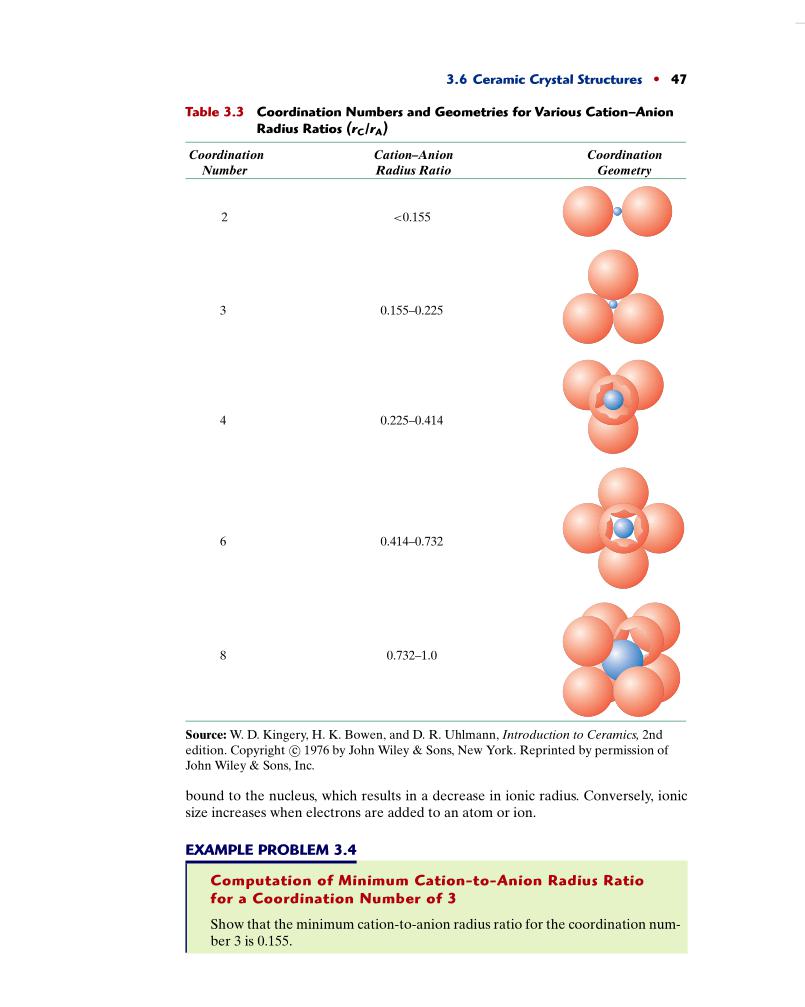 3.6 Ceramic Crystal Structures • 47
Table 3.3 Coordination Numbers and Geometries for Various Cation–Anion
Radius Ratios (rC/rA)
Coordination Number
Cation–Anion Radius Ratio
Coordination Geometry
2 <0.155
3 0.155–0.225
4 0.225–0.414
6 0.414–0.732
8 0.732–1.0
Source: W. D. Kingery, H. K. Bowen, and D. R. Uhlmann, Introduction to Ceramics, 2nd
edition. Copyright © 1976 by John Wiley & Sons, New York. Reprinted by permission of
John Wiley & Sons, Inc.
bound to the nucleus, which results in a decrease in ionic radius. Conversely, ionic
size increases when electrons are added to an atom or ion.
EXAMPLE PROBLEM 3.4
Computation of Minimum Cation-to-Anion Radius Ratio
for a Coordination Number of 3
Show that the minimum cation-to-anion radius ratio for the coordination num-
ber 3 is 0.155.